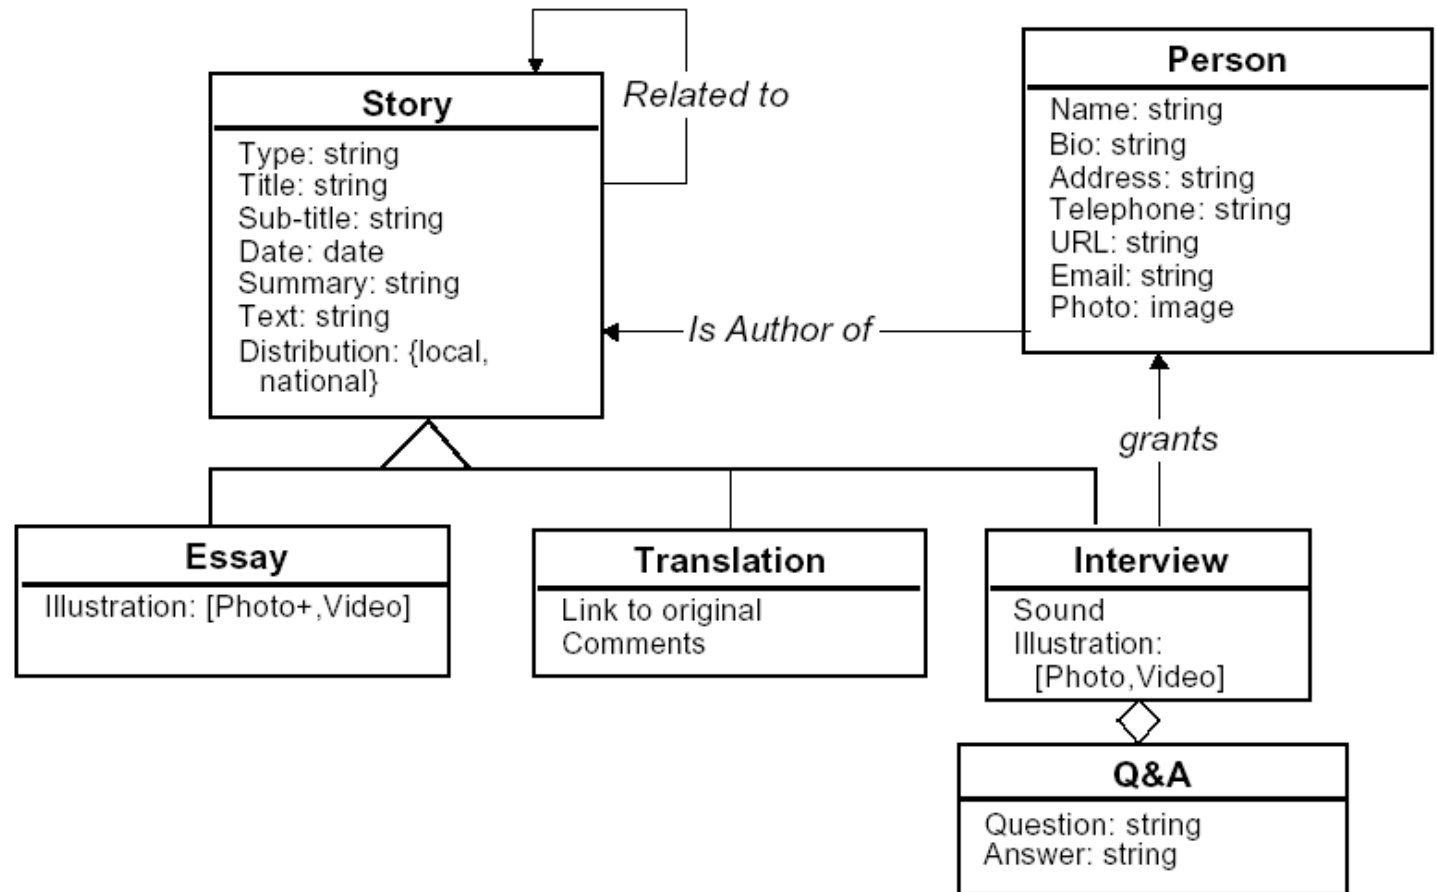 Story
Type: string
Title: string
Sub-title: string
Date: date
Summary: string
Text: string
Distribution: {local,
national}
Related to
Person
Name: string
Bio: string
Address: string
Telephone: string
URL: string
Email: string
Photo: image
Is Author of
grants
Essay
Illustration: [Photo+,Video]
Translation
Link to original
Comments
Interview
Sound
Illustration:
[Photo,Video]
Q&A
Question: string
Answer: string